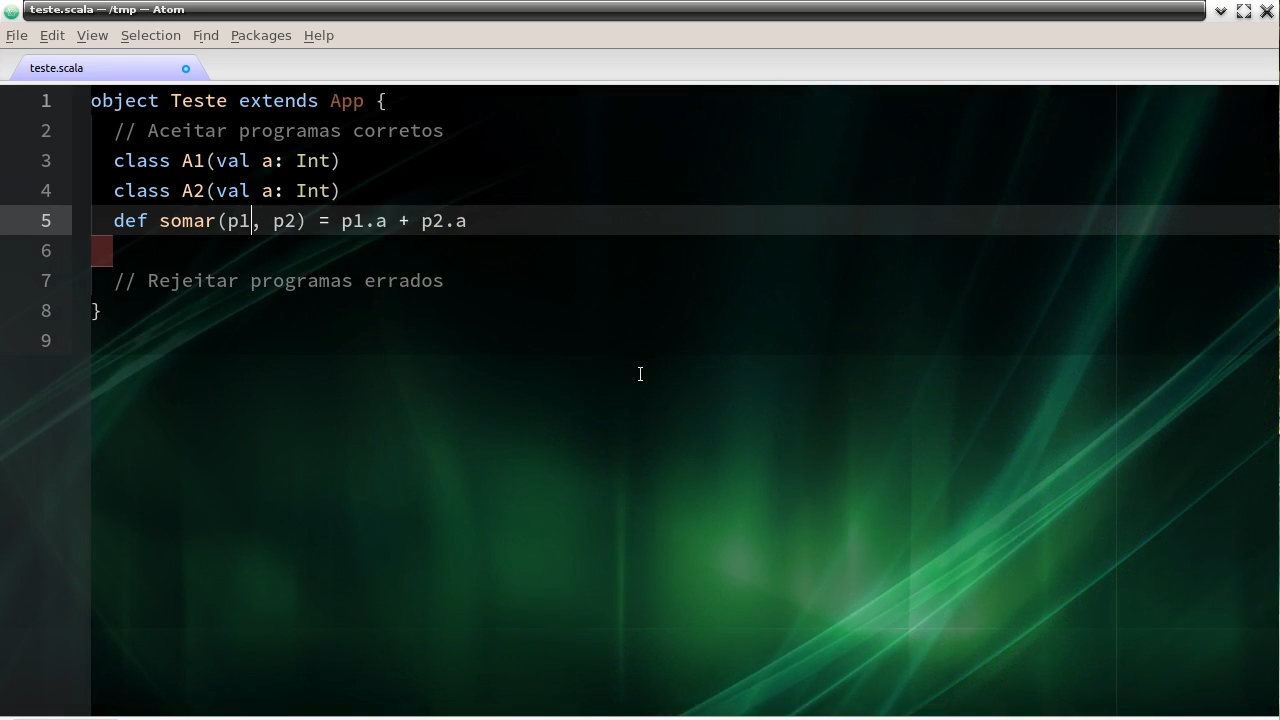 teste.scala — /tmp — Atom
File Edit View Selection Find Packages Help
teste.scala
1 object Teste extends App {
2   // Aceitar programas corretos
3   class A1(val a: Int)
4   class A2(val a: Int)
5   def somar(p1, p2) = p1.a + p2.a
6
7   // Rejeitar programas errados
8 }
9